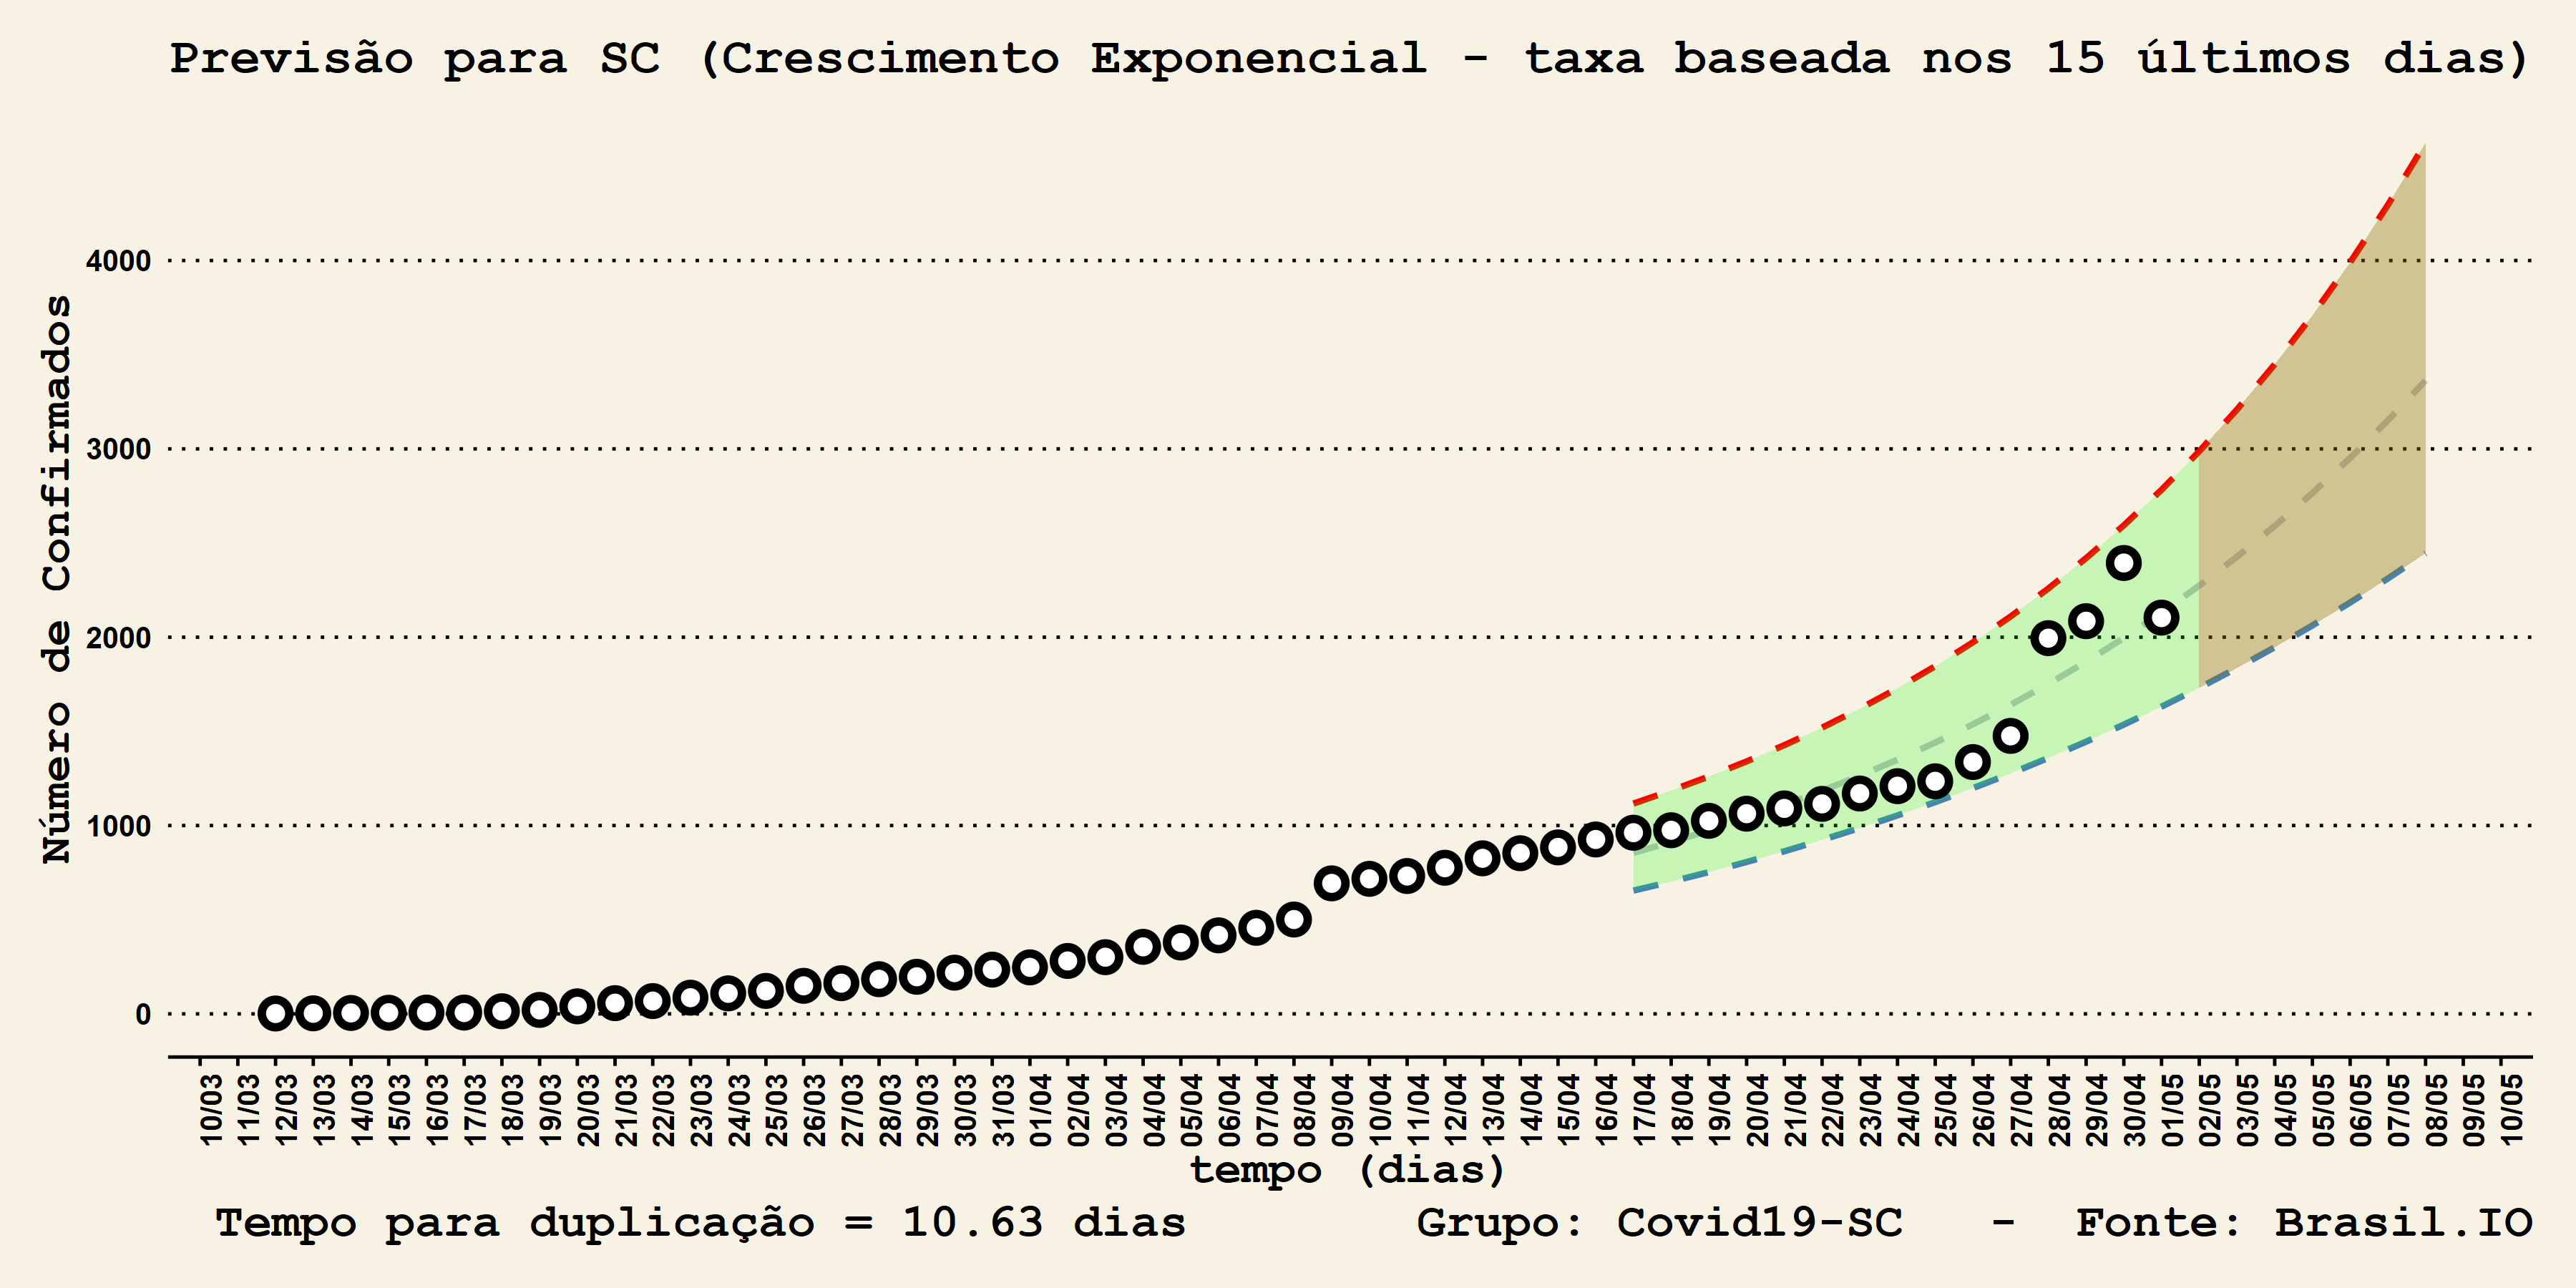 Previsão para SC (Crescimento Exponencial - taxa baseada nos 15 últimos dias)
Número de Confirmados
4000
3000
2000
1000
0
10/03 11/03 12/03 13/03 14/03 15/03 16/03 17/03 18/03 19/03 20/03 21/03 22/03 23/03 24/03 25/03 26/03 27/03 28/03 29/03 30/03 31/03 01/04 02/04 03/04 04/04 05/04 06/04 07/04 08/04 09/04 10/04 11/04 12/04 13/04 14/04 15/04 16/04 17/04 18/04 19/04 20/04 21/04 22/04 23/04 24/04 25/04 26/04 27/04 28/04 29/04 30/04 01/05 02/05 03/05 04/05 05/05 06/05 07/05 08/05 09/05 10/05
tempo (dias)
Tempo para duplicação = 10.63 dias Grupo: Covid19-SC - Fonte: Brasil.IO